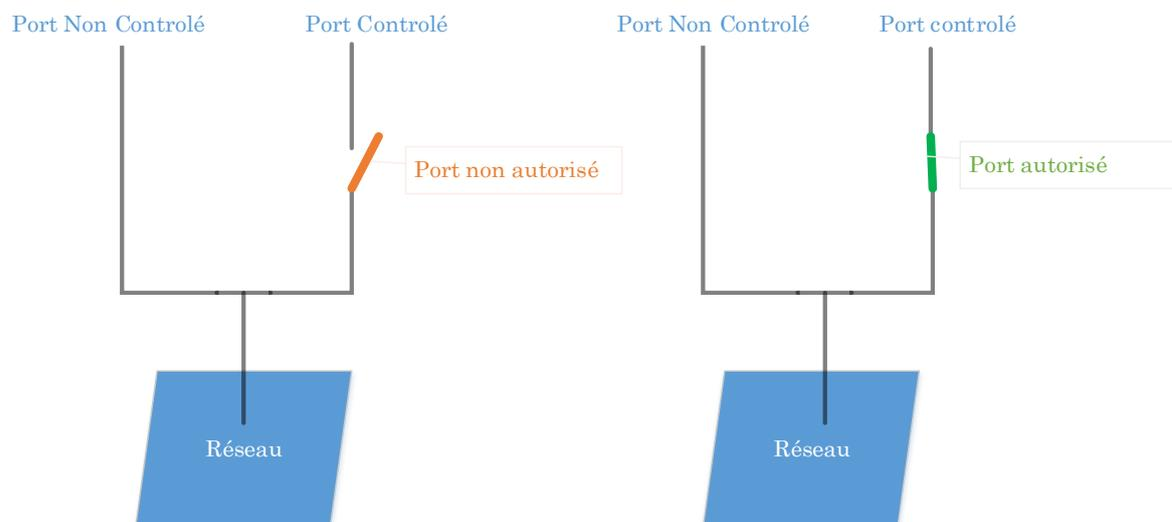 Port Non Controlé
Port Controlé
Port non autorisé
Réseau
Port Non Controlé
Port controlé
Port autorisé
Réseau